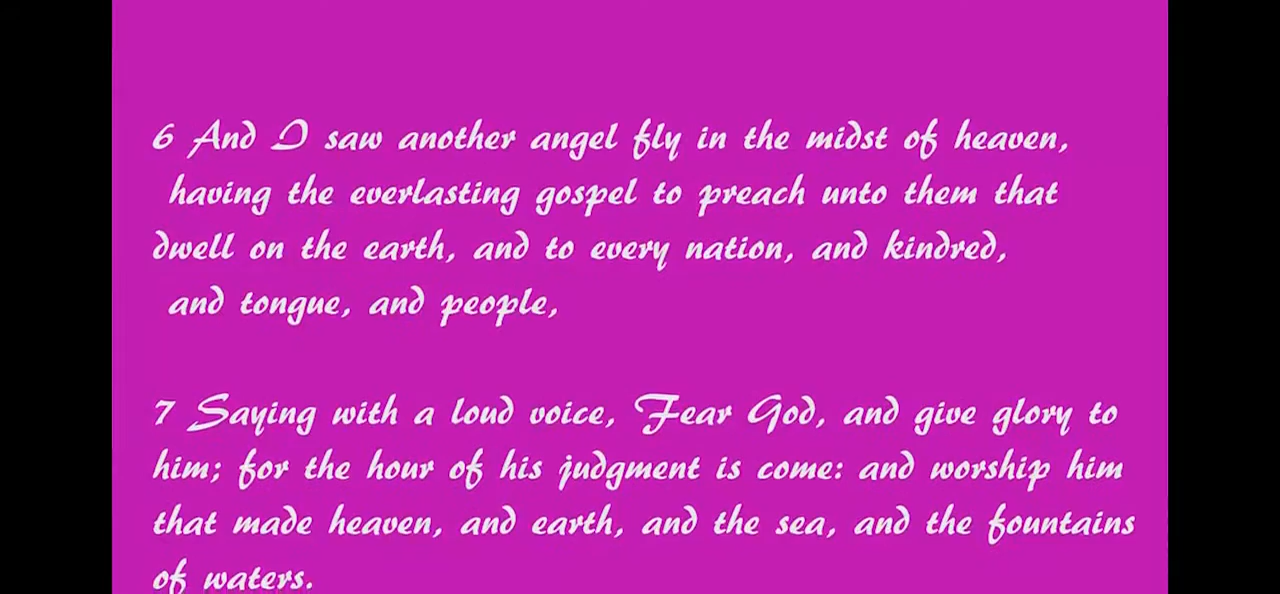 6 And I saw another angel fly in the midst of heaven,
having the everlasting gospel to preach unto them that
dwell on the earth, and to every nation, and kindred,
and tongue, and people,
7 Saying with a loud voice, Fear God, and give glory to
him; for the hour of his judgment is come: and worship him
that made heaven, and earth, and the sea, and the fountains
of waters.